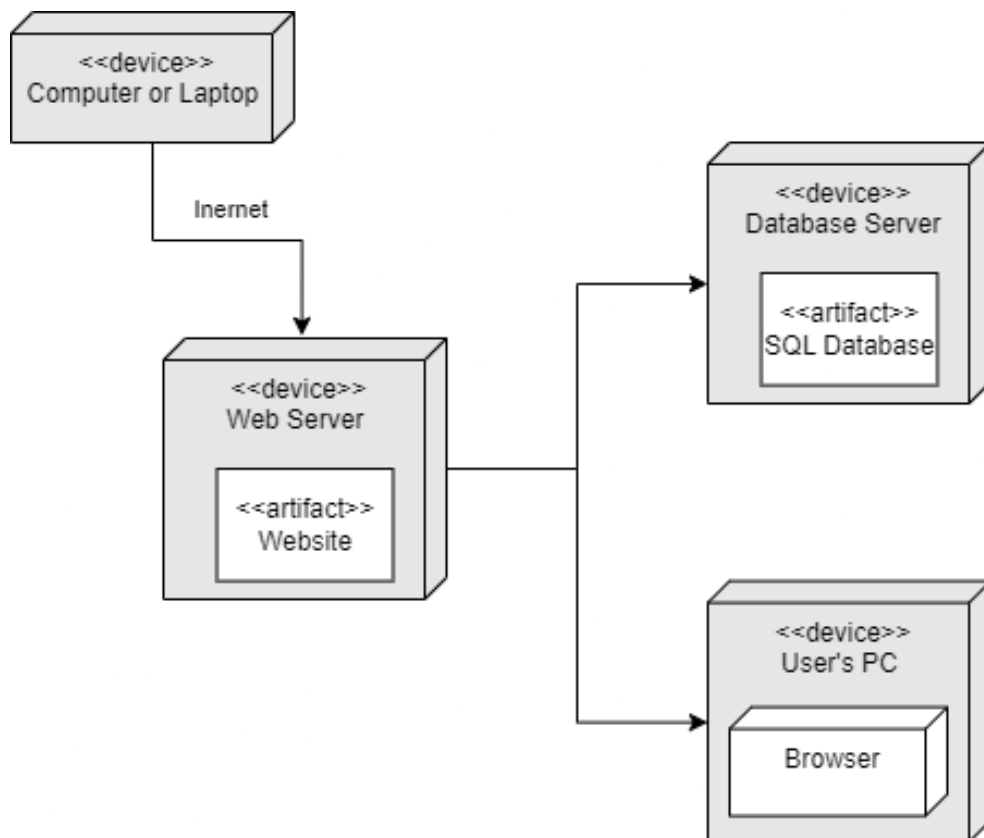 <<device>>
Computer or Laptop
Inernet
<<device>>
Web Server
<<artifact>>
Website
<<device>>
Database Server
<<artifact>>
SQL Database
<<device>>
User's PC
Browser